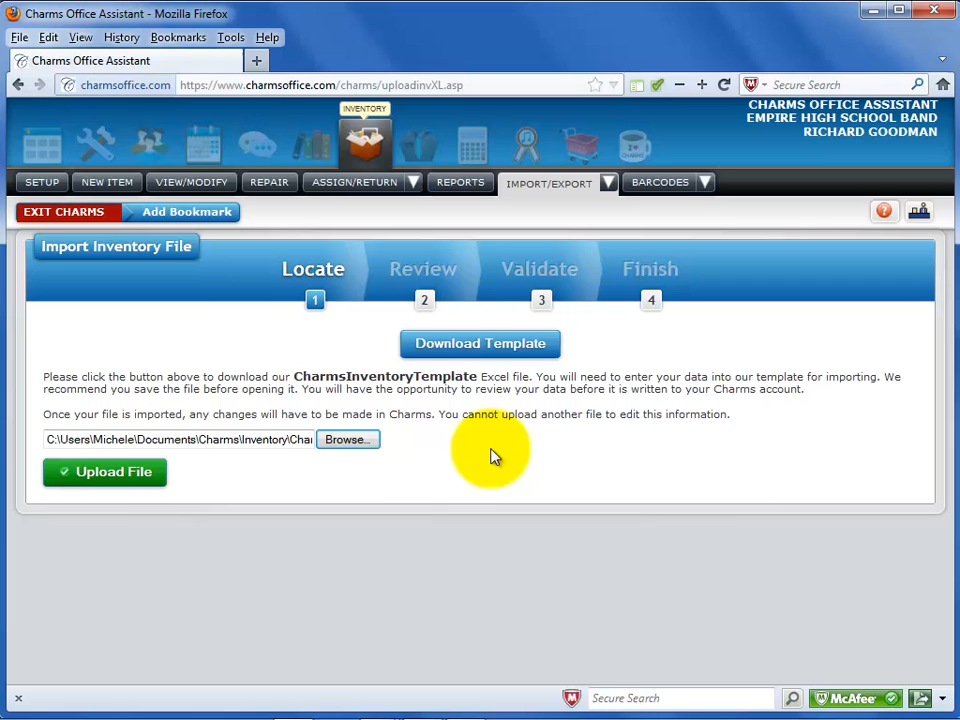 Charms Office Assistant - Mozilla Firefox
File Edit View History Bookmarks Tools Help
Charms Office Assistant
charmsoffice.com https://www.charmsoffice.com/charms/uploadinvXL.asp Secure Search
INVENTORY
CHARMS OFFICE ASSISTANT
EMPIRE HIGH SCHOOL BAND
RICHARD GOODMAN
I ♥ CHARMS
SETUP NEW ITEM VIEW/MODIFY REPAIR ASSIGN/RETURN REPORTS IMPORT/EXPORT BARCODES
EXIT CHARMS Add Bookmark
Import Inventory File
Locate Review Validate Finish
1 2 3 4
Download Template
Please click the button above to download our CharmsInventoryTemplate Excel file. You will need to enter your data into our template for importing. We
recommend you save the file before opening it. You will have the opportunity to review your data before it is written to your Charms account.
Once your file is imported, any changes will have to be made in Charms. You cannot upload another file to edit this information.
C:\Users\Michele\Documents\Charms\Inventory\Cha Browse...
Upload File
Secure Search McAfee